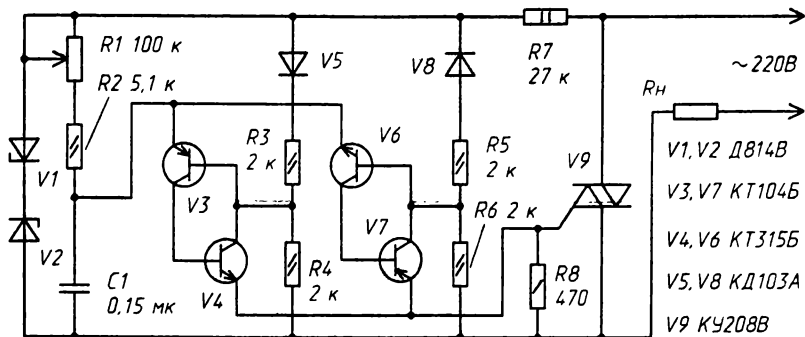 R1 100 к
R2 5,1 к
V1
V2
C1
0,15 мк
V3
V4
V5
R3
2 к
R4
2 к
V6
V7
V8
R5
2 к
R6 2 к
R7
27 к
V9
R8
470
Rн
~220В
V1, V2 Д814В
V3, V7 КТ104Б
V4, V6 КТ315Б
V5, V8 КД103А
V9 КУ208В